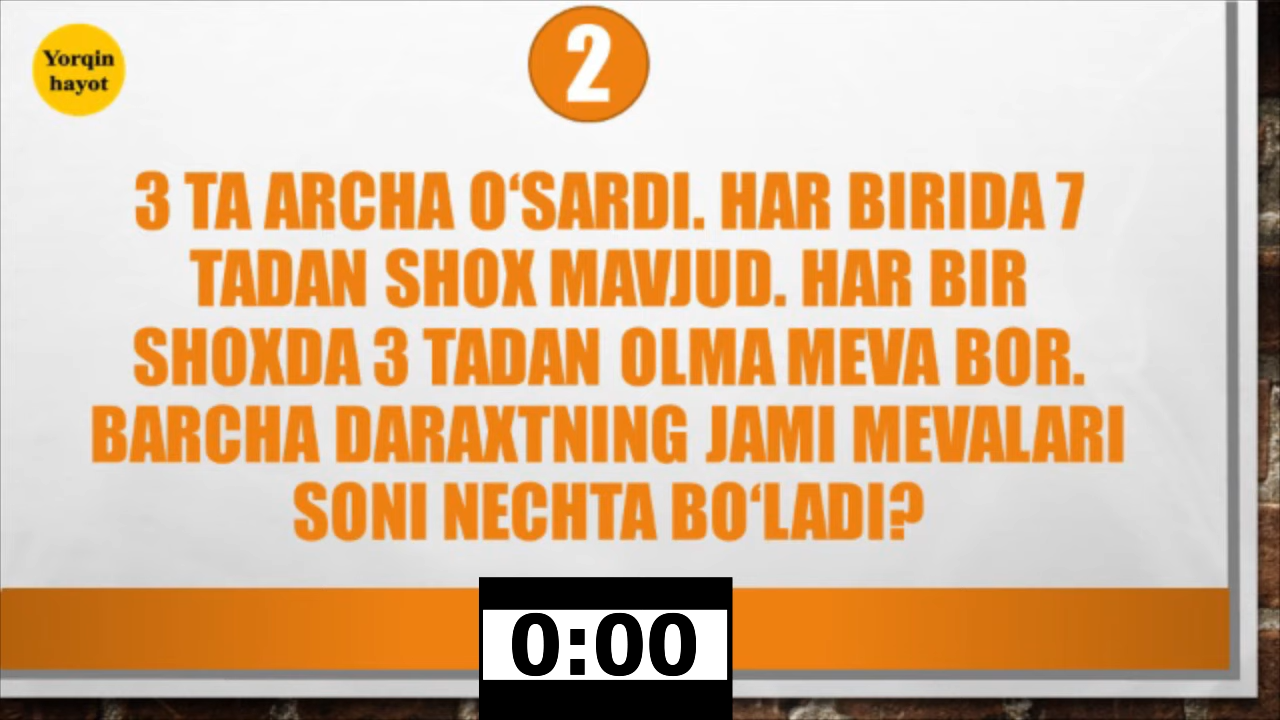 Yorqin
hayot
2
3 TA ARCHA O‘SARDI. HAR BIRIDA 7
TADAN SHOX MAVJUD. HAR BIR
SHOXDA 3 TADAN OLMA MEVA BOR.
BARCHA DARAXTNING JAMI MEVALARI
SONI NECHTA BO‘LADI?
0:00